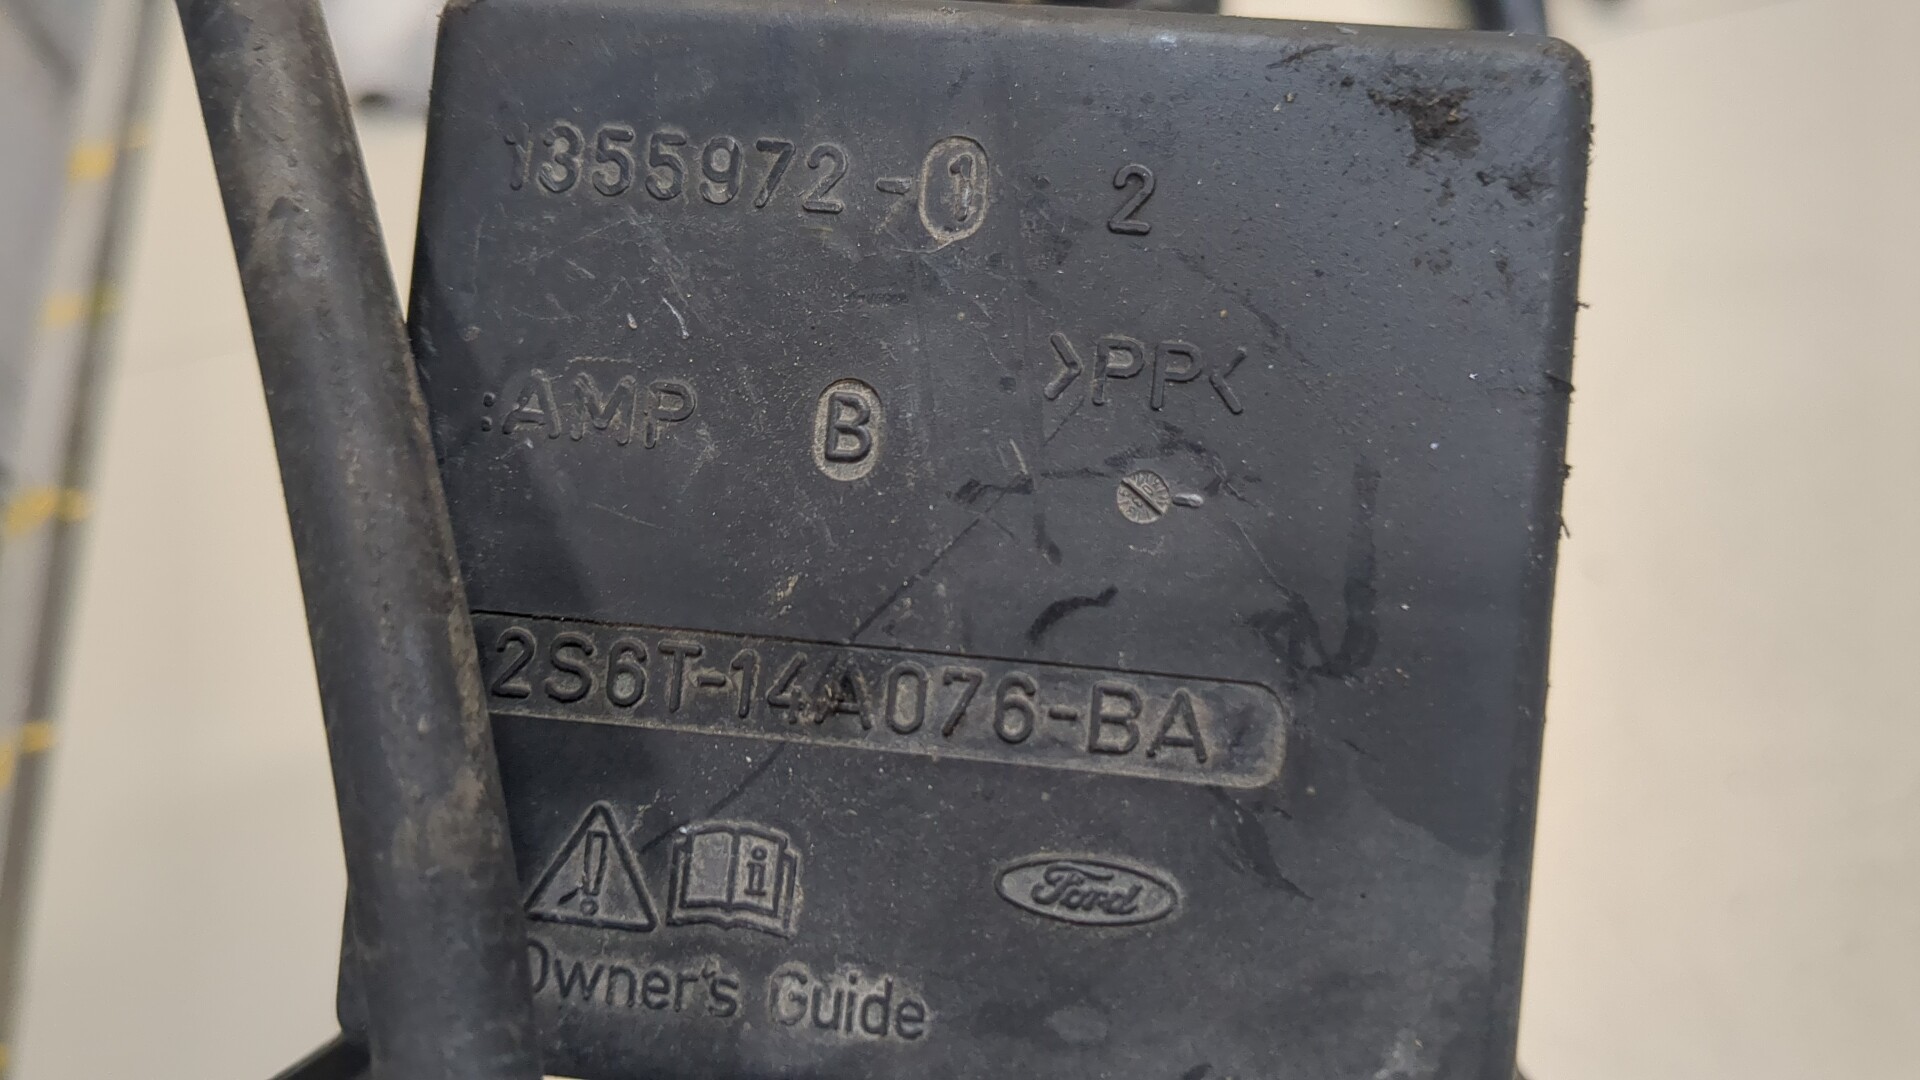 1355972-1 2
:AMP B >PP<
2S6T-14A076-BA
Ford
Owner's Guide